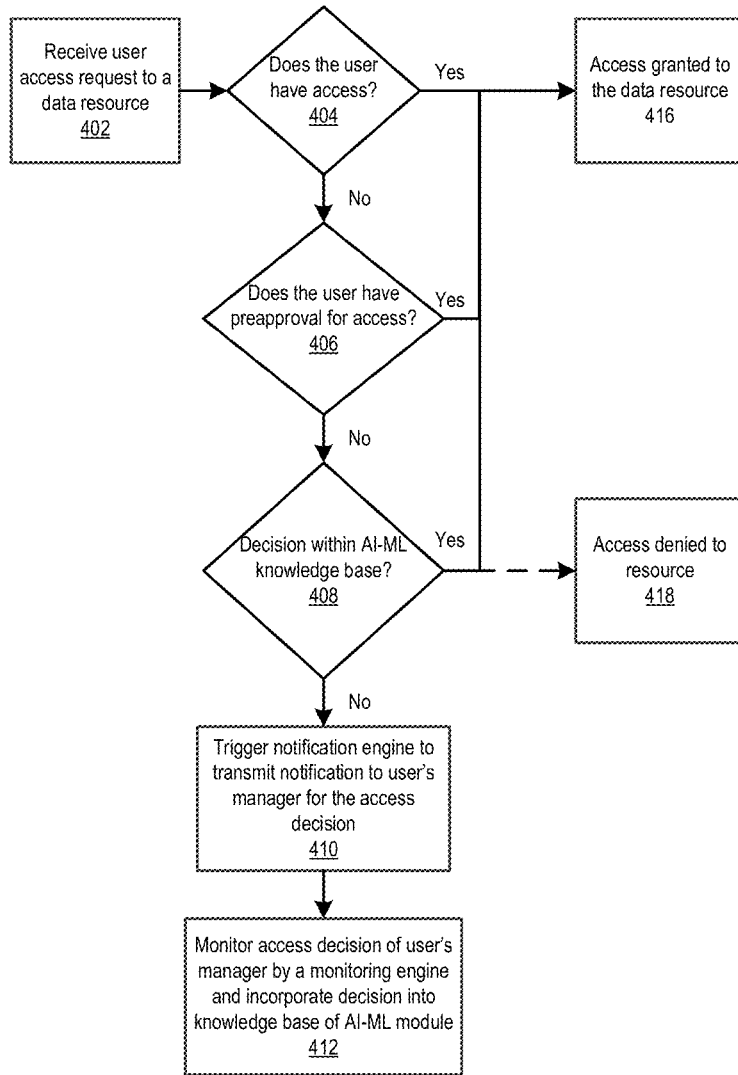 Receive user
access request to a
data resource
402
Does the user
have access?
404
Yes
Access granted to
the data resource
416
No
Does the user have
preapproval for access?
406
Yes
No
Decision within AI-ML
knowledge base?
408
Yes
Access denied to
resource
418
No
Trigger notification engine to
transmit notification to user's
manager for the access
decision
410
Monitor access decision of user's
manager by a monitoring engine
and incorporate decision into
knowledge base of AI-ML module
412